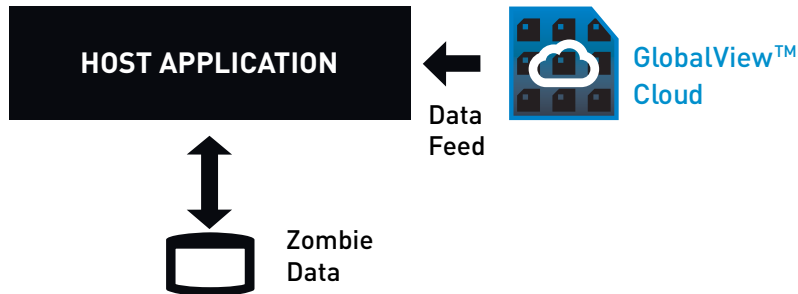 HOST APPLICATION
GlobalView™
Cloud
Data
Feed
Zombie
Data